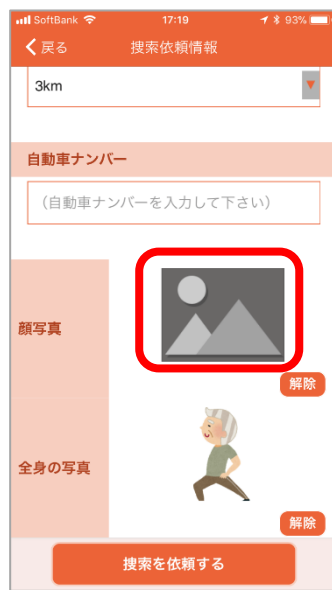 SoftBank 17:19 93%
戻る 捜索依頼情報
3km
自動車ナンバー
(自動車ナンバーを入力して下さい)
顔写真
解除
全身の写真
解除
捜索を依頼する